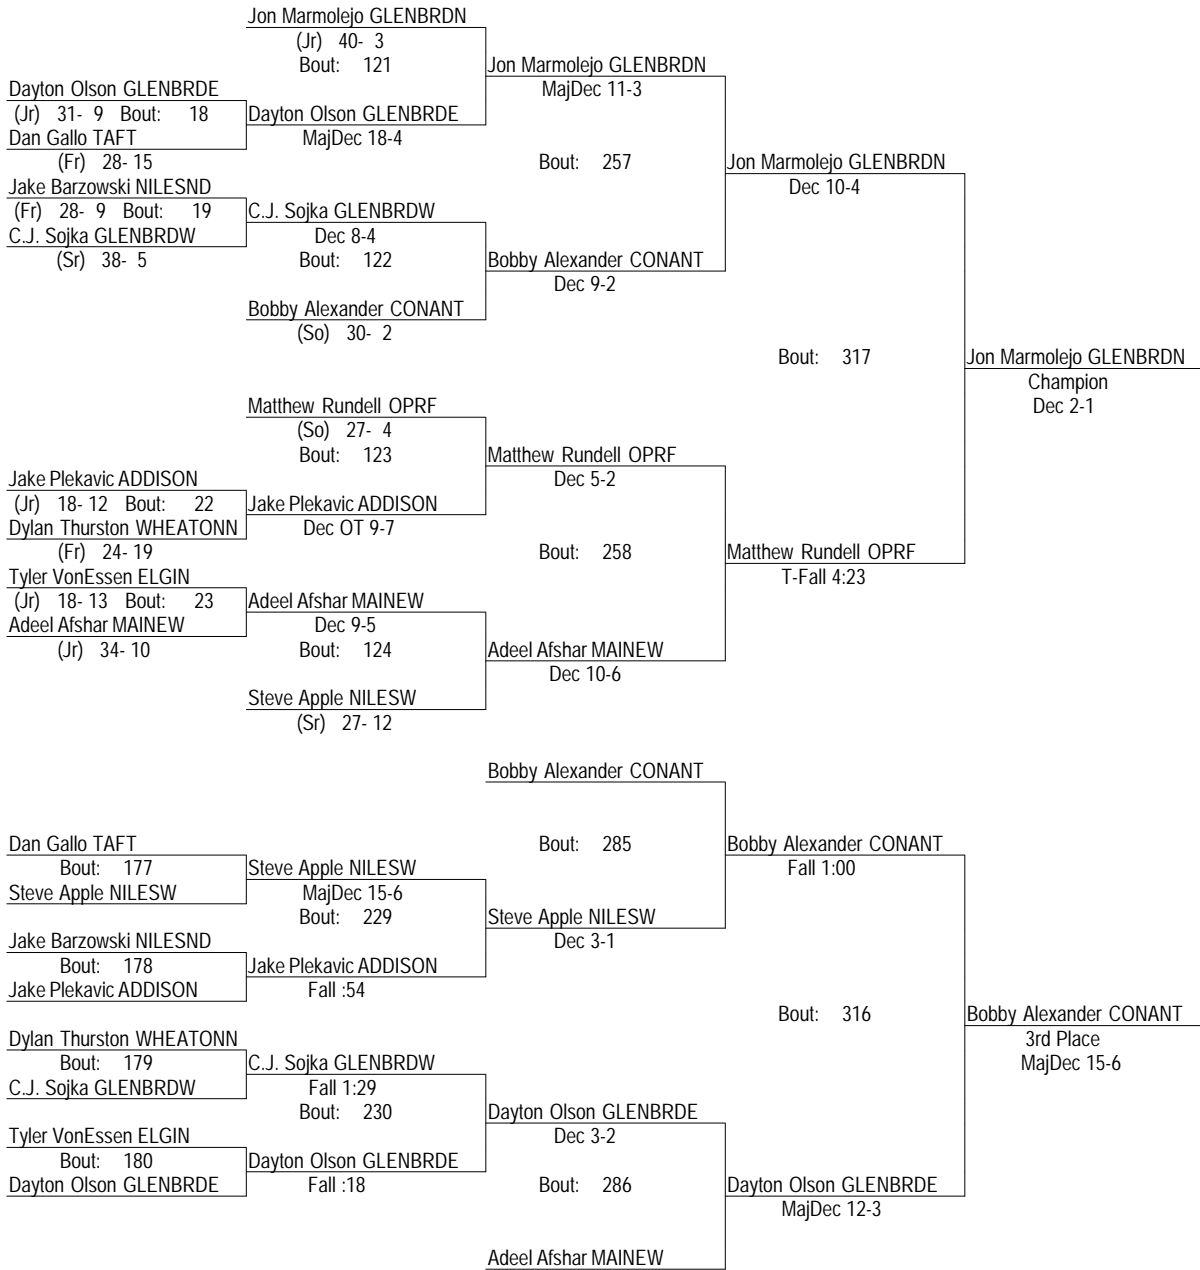 Jon Marmolejo GLENBRDN
(Jr) 40- 3
Bout: 121
Jon Marmolejo GLENBRDN
Dayton Olson GLENBRDE
MajDec 11-3
(Jr) 31- 9 Bout: 18
Dayton Olson GLENBRDE
Dan Gallo TAFT
MajDec 18-4
(Fr) 28- 15
Bout: 257
Jon Marmolejo GLENBRDN
Jake Barzowski NILESND
Dec 10-4
(Fr) 28- 9 Bout: 19
C.J. Sojka GLENBRDW
C.J. Sojka GLENBRDW
Dec 8-4
(Sr) 38- 5
Bout: 122
Bobby Alexander CONANT
Dec 9-2
Bobby Alexander CONANT
(So) 30- 2
Bout: 317
Jon Marmolejo GLENBRDN
Champion
Dec 2-1
Matthew Rundell OPRF
(So) 27- 4
Bout: 123
Matthew Rundell OPRF
Jake Plekavic ADDISON
Dec 5-2
(Jr) 18- 12 Bout: 22
Jake Plekavic ADDISON
Dylan Thurston WHEATONN
Dec OT 9-7
(Fr) 24- 19
Bout: 258
Matthew Rundell OPRF
Tyler VonEssen ELGIN
T-Fall 4:23
(Jr) 18- 13 Bout: 23
Adeel Afshar MAINEW
Adeel Afshar MAINEW
Dec 9-5
(Jr) 34- 10
Bout: 124
Adeel Afshar MAINEW
Dec 10-6
Steve Apple NILESW
(Sr) 27- 12
Bobby Alexander CONANT
Dan Gallo TAFT
Bout: 285
Bobby Alexander CONANT
Bout: 177
Steve Apple NILESW
Fall 1:00
Steve Apple NILESW
MajDec 15-6
Bout: 229
Steve Apple NILESW
Jake Barzowski NILESND
Dec 3-1
Bout: 178
Jake Plekavic ADDISON
Jake Plekavic ADDISON
Fall :54
Bout: 316
Bobby Alexander CONANT
Dylan Thurston WHEATONN
3rd Place
Bout: 179
C.J. Sojka GLENBRDW
MajDec 15-6
C.J. Sojka GLENBRDW
Fall 1:29
Bout: 230
Dayton Olson GLENBRDE
Tyler VonEssen ELGIN
Dec 3-2
Bout: 180
Dayton Olson GLENBRDE
Dayton Olson GLENBRDE
Fall :18
Bout: 286
Dayton Olson GLENBRDE
MajDec 12-3
Adeel Afshar MAINEW